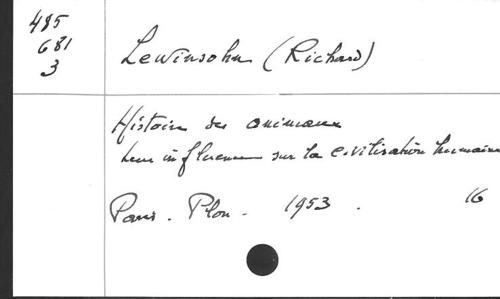 485
681
3
Lewinsohn (Richard)
Histoire des animaux
leur influence sur la civilisation humaine
Paris. Plon. 1953. 16